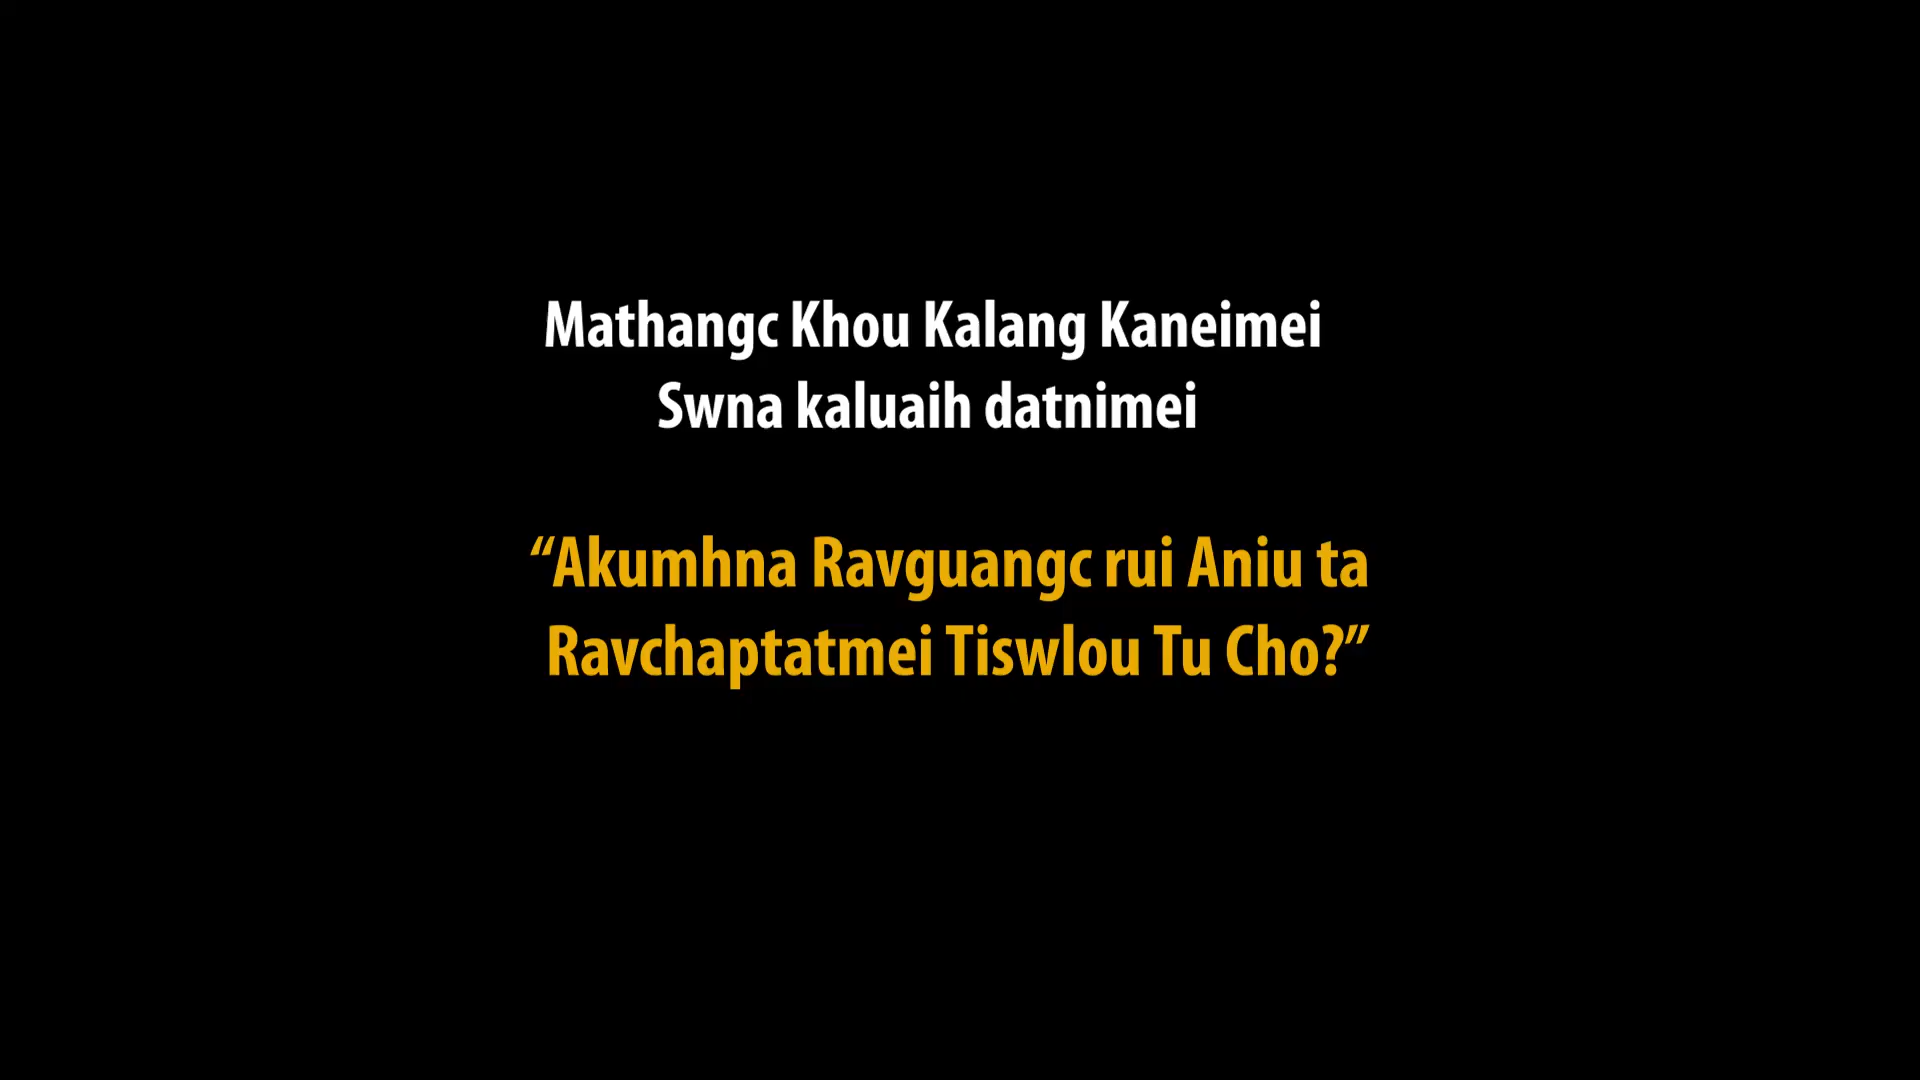 Mathangc Khou Kalang Kaneimei
Swna kaluaih datnimei
“Akumhna Ravguangc rui Aniu ta
Ravchaptatmei Tiswlou Tu Cho?”